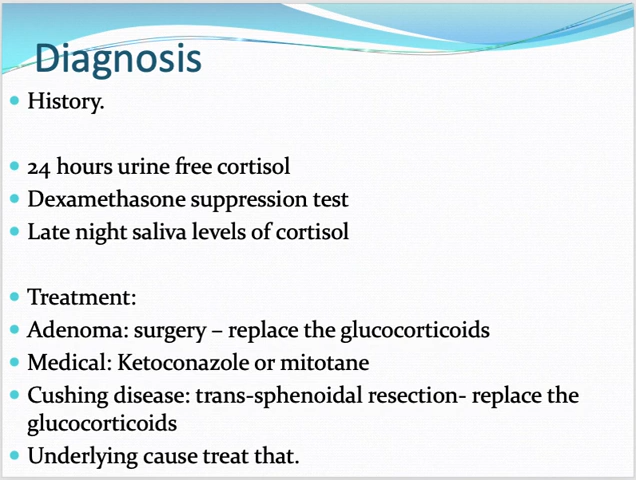 Diagnosis
History.
24 hours urine free cortisol
Dexamethasone suppression test
Late night saliva levels of cortisol
Treatment:
Adenoma: surgery – replace the glucocorticoids
Medical: Ketoconazole or mitotane
Cushing disease: trans-sphenoidal resection- replace the
glucocorticoids
Underlying cause treat that.